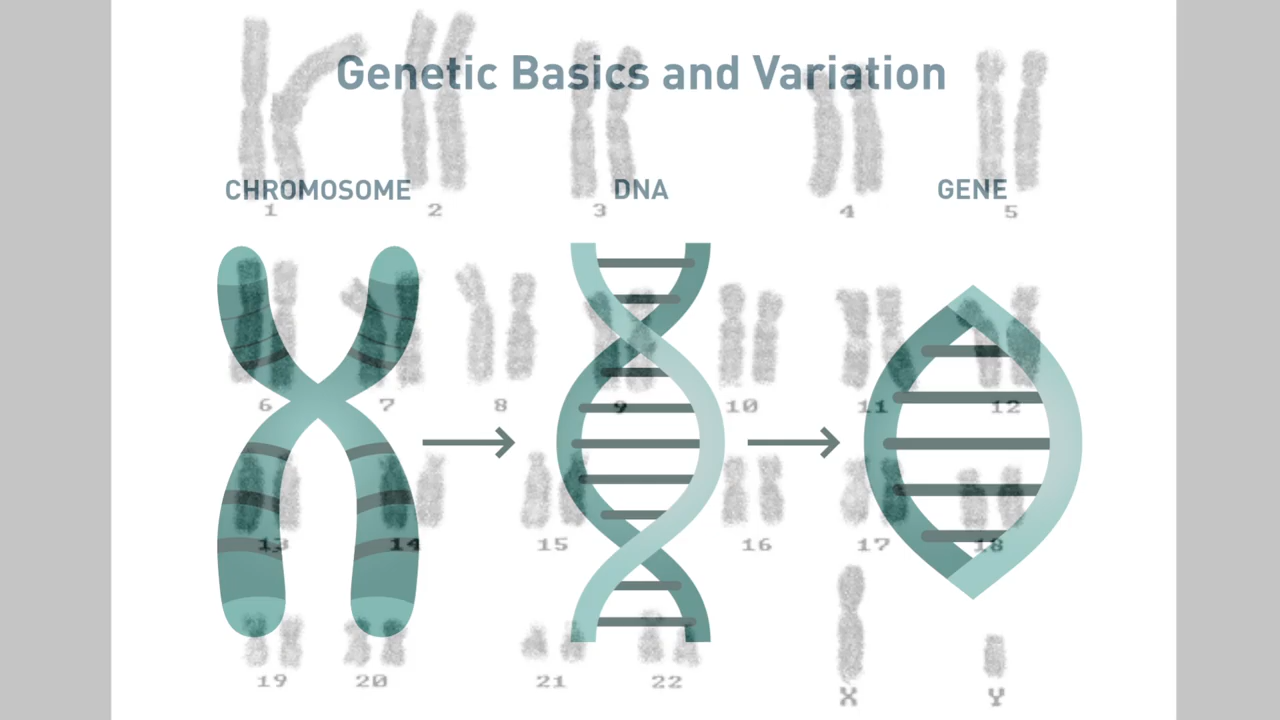 Genetic Basics and Variation
CHROMOSOME DNA GENE
1 2 3 4 5
6 7 8 9 10 11 12
13 14 15 16 17 18
19 20 21 22 X Y